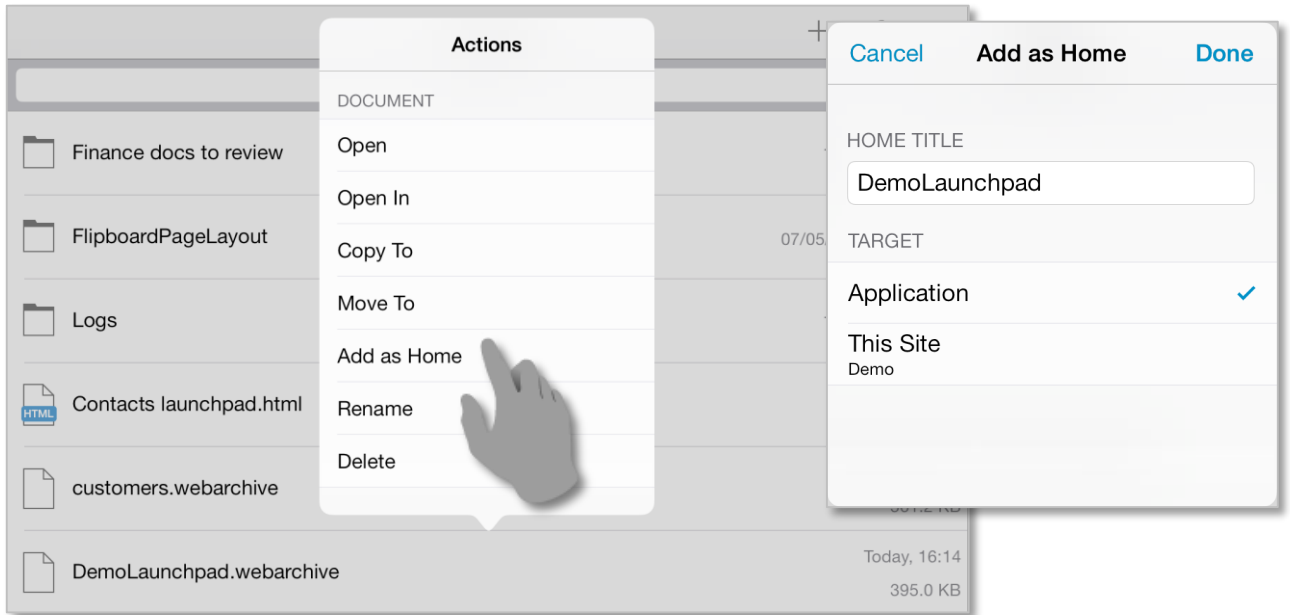 Actions
DOCUMENT
Open
Open In
Copy To
Move To
Add as Home
Rename
Delete
Finance docs to review
FlipboardPageLayout
07/05
Logs
HTML
Contacts launchpad.html
customers.webarchive
DemoLaunchpad.webarchive
Today, 16:14
395.0 KB
Cancel
Add as Home
Done
HOME TITLE
DemoLaunchpad
TARGET
Application
This Site
Demo